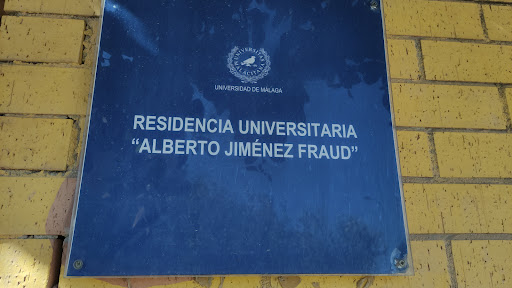 UNIVERSIDAD DE MÁLAGA
RESIDENCIA UNIVERSITARIA
“ALBERTO JIMÉNEZ FRAUD”